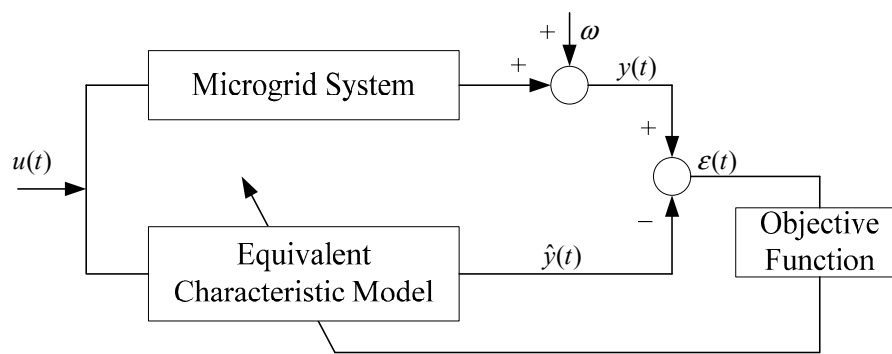 + ω
Microgrid System
+
y(t)
+
u(t)
ε(t)
−
Equivalent
Characteristic Model
ŷ(t)
Objective
Function